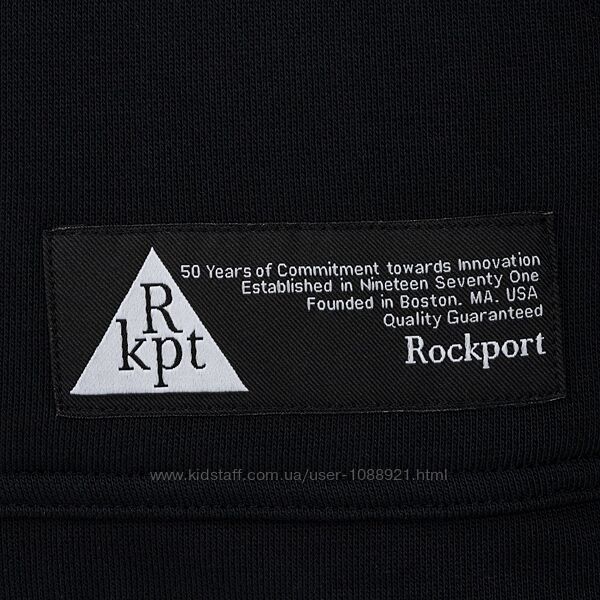 R
kpt
50 Years of Commitment towards Innovation
Established in Nineteen Seventy One
Founded in Boston. MA. USA
Quality Guaranteed
Rockport
www.kidstaff.com.ua/user-1088921.html